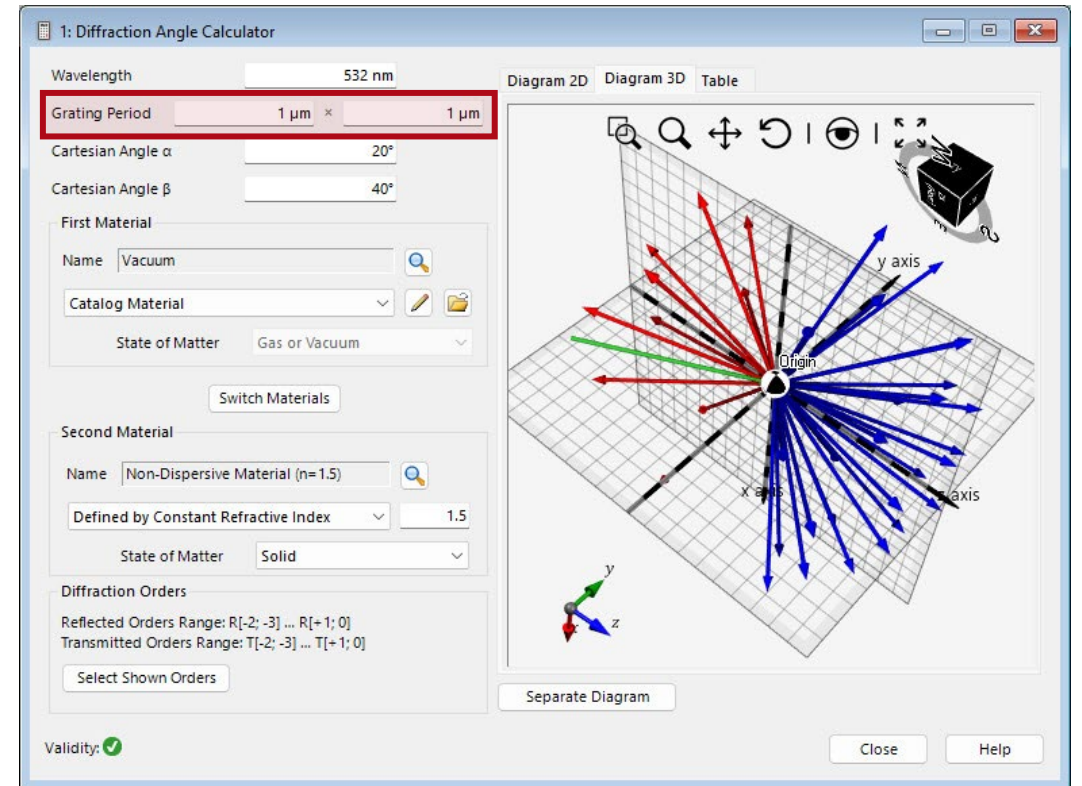 1: Diffraction Angle Calculator
Wavelength 532 nm
Grating Period 1 µm × 1 µm
Cartesian Angle α 20°
Cartesian Angle β 40°
First Material
Name Vacuum
Catalog Material
State of Matter Gas or Vacuum
Switch Materials
Second Material
Name Non-Dispersive Material (n=1.5)
Defined by Constant Refractive Index 1.5
State of Matter Solid
Diffraction Orders
Reflected Orders Range: R[-2; -3] ... R[+1; 0]
Transmitted Orders Range: T[-2; -3] ... T[+1; 0]
Select Shown Orders
Validity:
Diagram 2D Diagram 3D Table
y axis
Origin
x axis
z axis
y
x z
Separate Diagram
Close Help